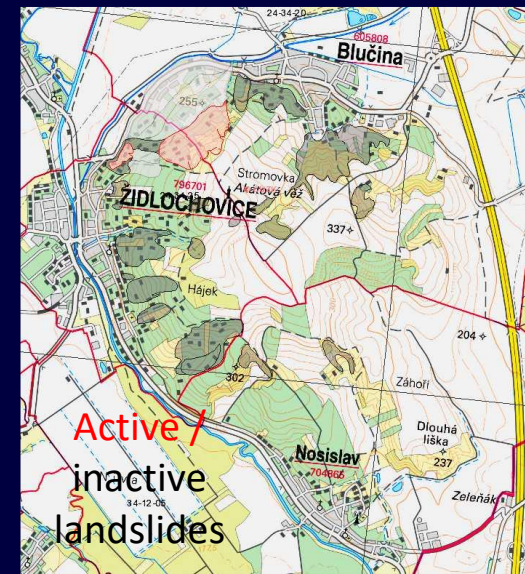 24-34-20
605808
Blučina
255
Stromovka
Akátová věž
796701
ŽIDLOCHOVICE
337
Hájek
204
302
Záhoří
Dlouhá
liška
237
Active /
Nosislav
704865
inactive
Zeleňák
34-12-05
landslides